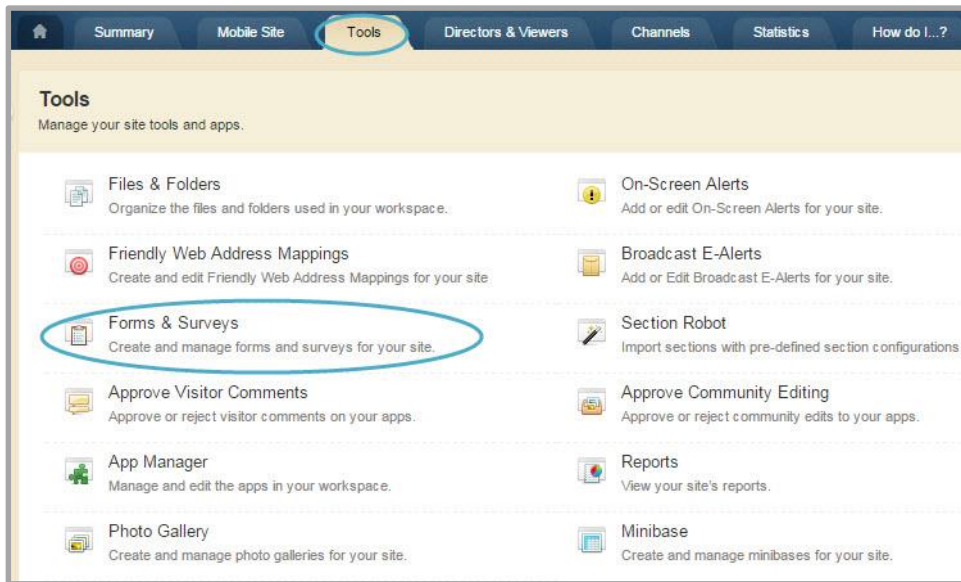 Summary Mobile Site Tools Directors & Viewers Channels Statistics How do I...?
Tools
Manage your site tools and apps.
Files & Folders
Organize the files and folders used in your workspace.
On-Screen Alerts
Add or edit On-Screen Alerts for your site.
Friendly Web Address Mappings
Create and edit Friendly Web Address Mappings for your site
Broadcast E-Alerts
Add or Edit Broadcast E-Alerts for your site.
Forms & Surveys
Create and manage forms and surveys for your site.
Section Robot
Import sections with pre-defined section configurations
Approve Visitor Comments
Approve or reject visitor comments on your apps.
Approve Community Editing
Approve or reject community edits to your apps.
App Manager
Manage and edit the apps in your workspace.
Reports
View your site's reports.
Photo Gallery
Create and manage photo galleries for your site.
Minibase
Create and manage minibases for your site.